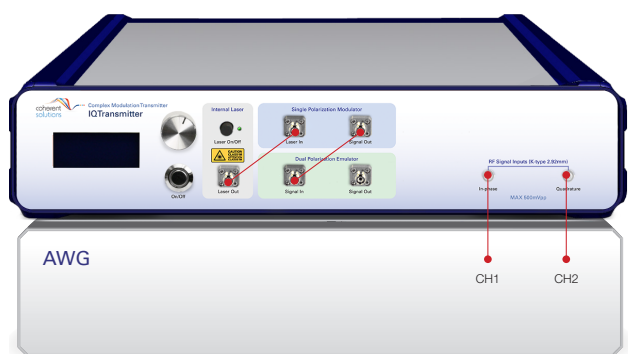 coherent
solutions
Complex Modulation Transmitter
IQTransmitter
On/Off
Internal Laser
Laser On/Off
CAUTION
Laser Out
Single Polarization Modulator
Laser In
Signal Out
Dual Polarization Emulator
Signal In
Signal Out
RF Signal Inputs (K-type 2.92mm)
In-phase
Quadrature
MAX 500mVpp
AWG
CH1
CH2